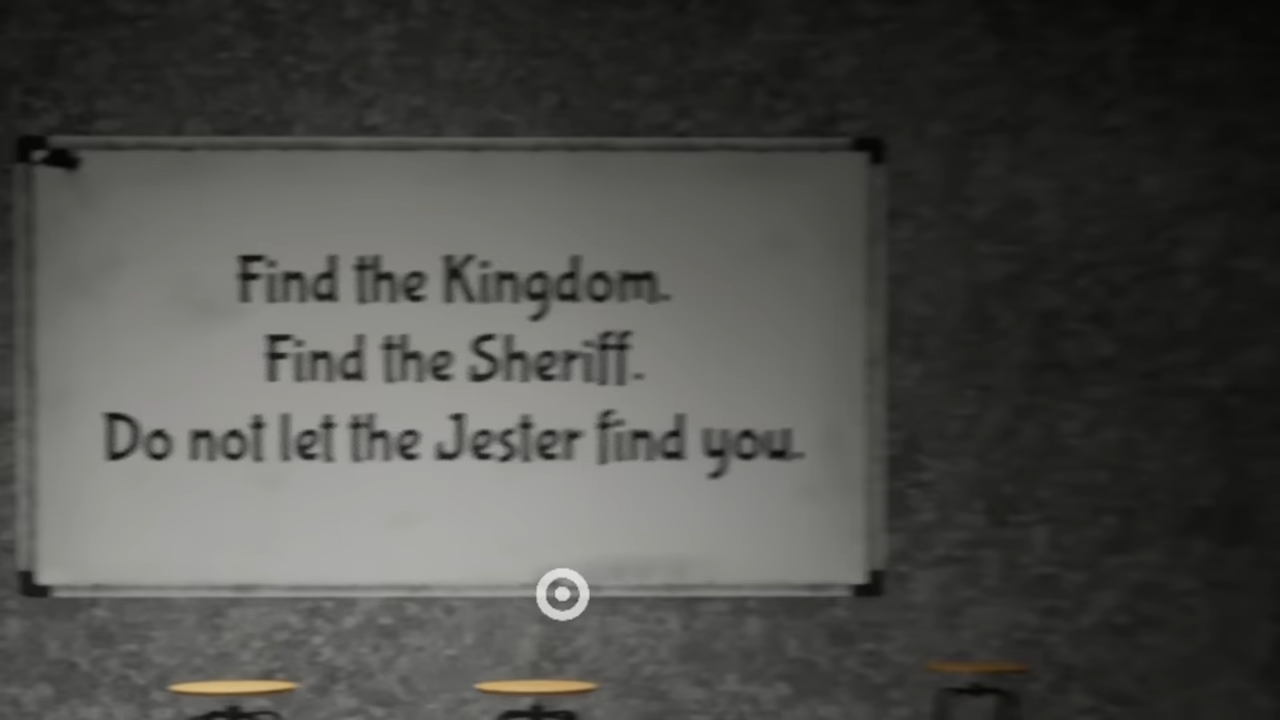 Find the Kingdom.
Find the Sheriff.
Do not let the Jester find you.